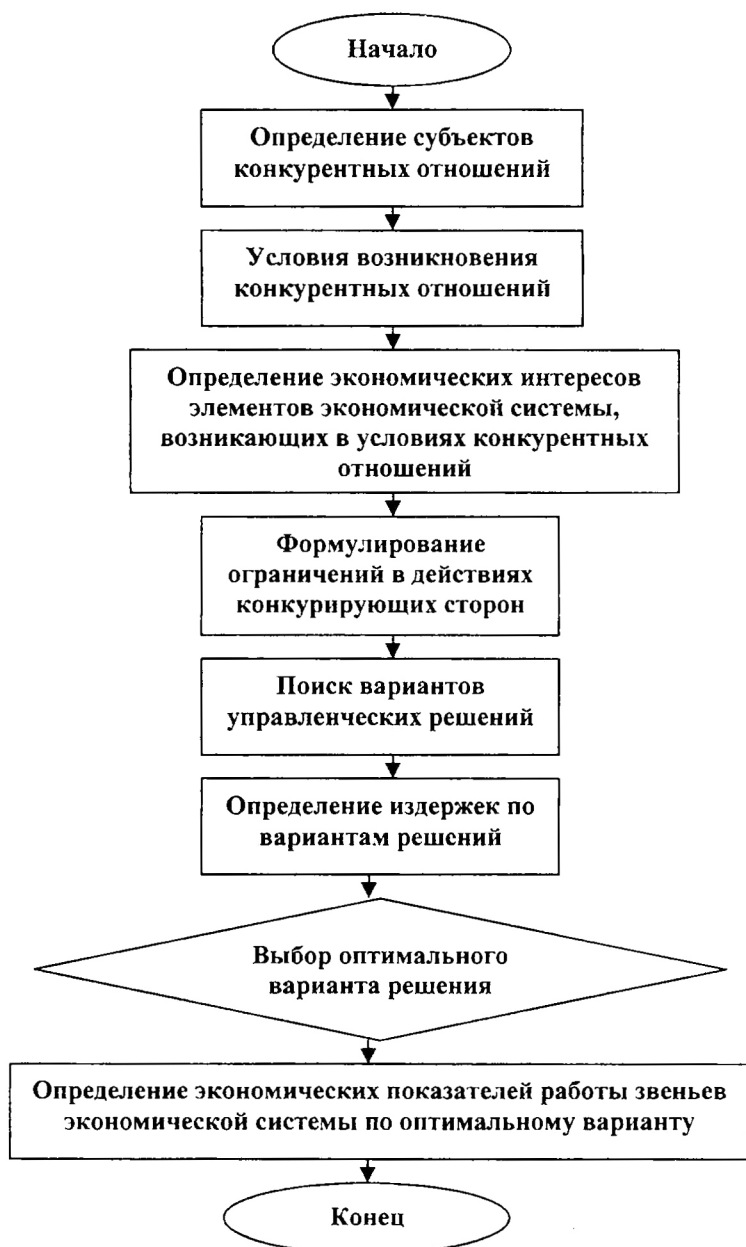 Начало
Определение субъектов
конкурентных отношений
Условия возникновения
конкурентных отношений
Определение экономических интересов
элементов экономической системы,
возникающих в условиях конкурентных
отношений
Формулирование
ограничений в действиях
конкурирующих сторон
Поиск вариантов
управленческих решений
Определение издержек по
вариантам решений
Выбор оптимального
варианта решения
Определение экономических показателей работы звеньев
экономической системы по оптимальному варианту
Конец